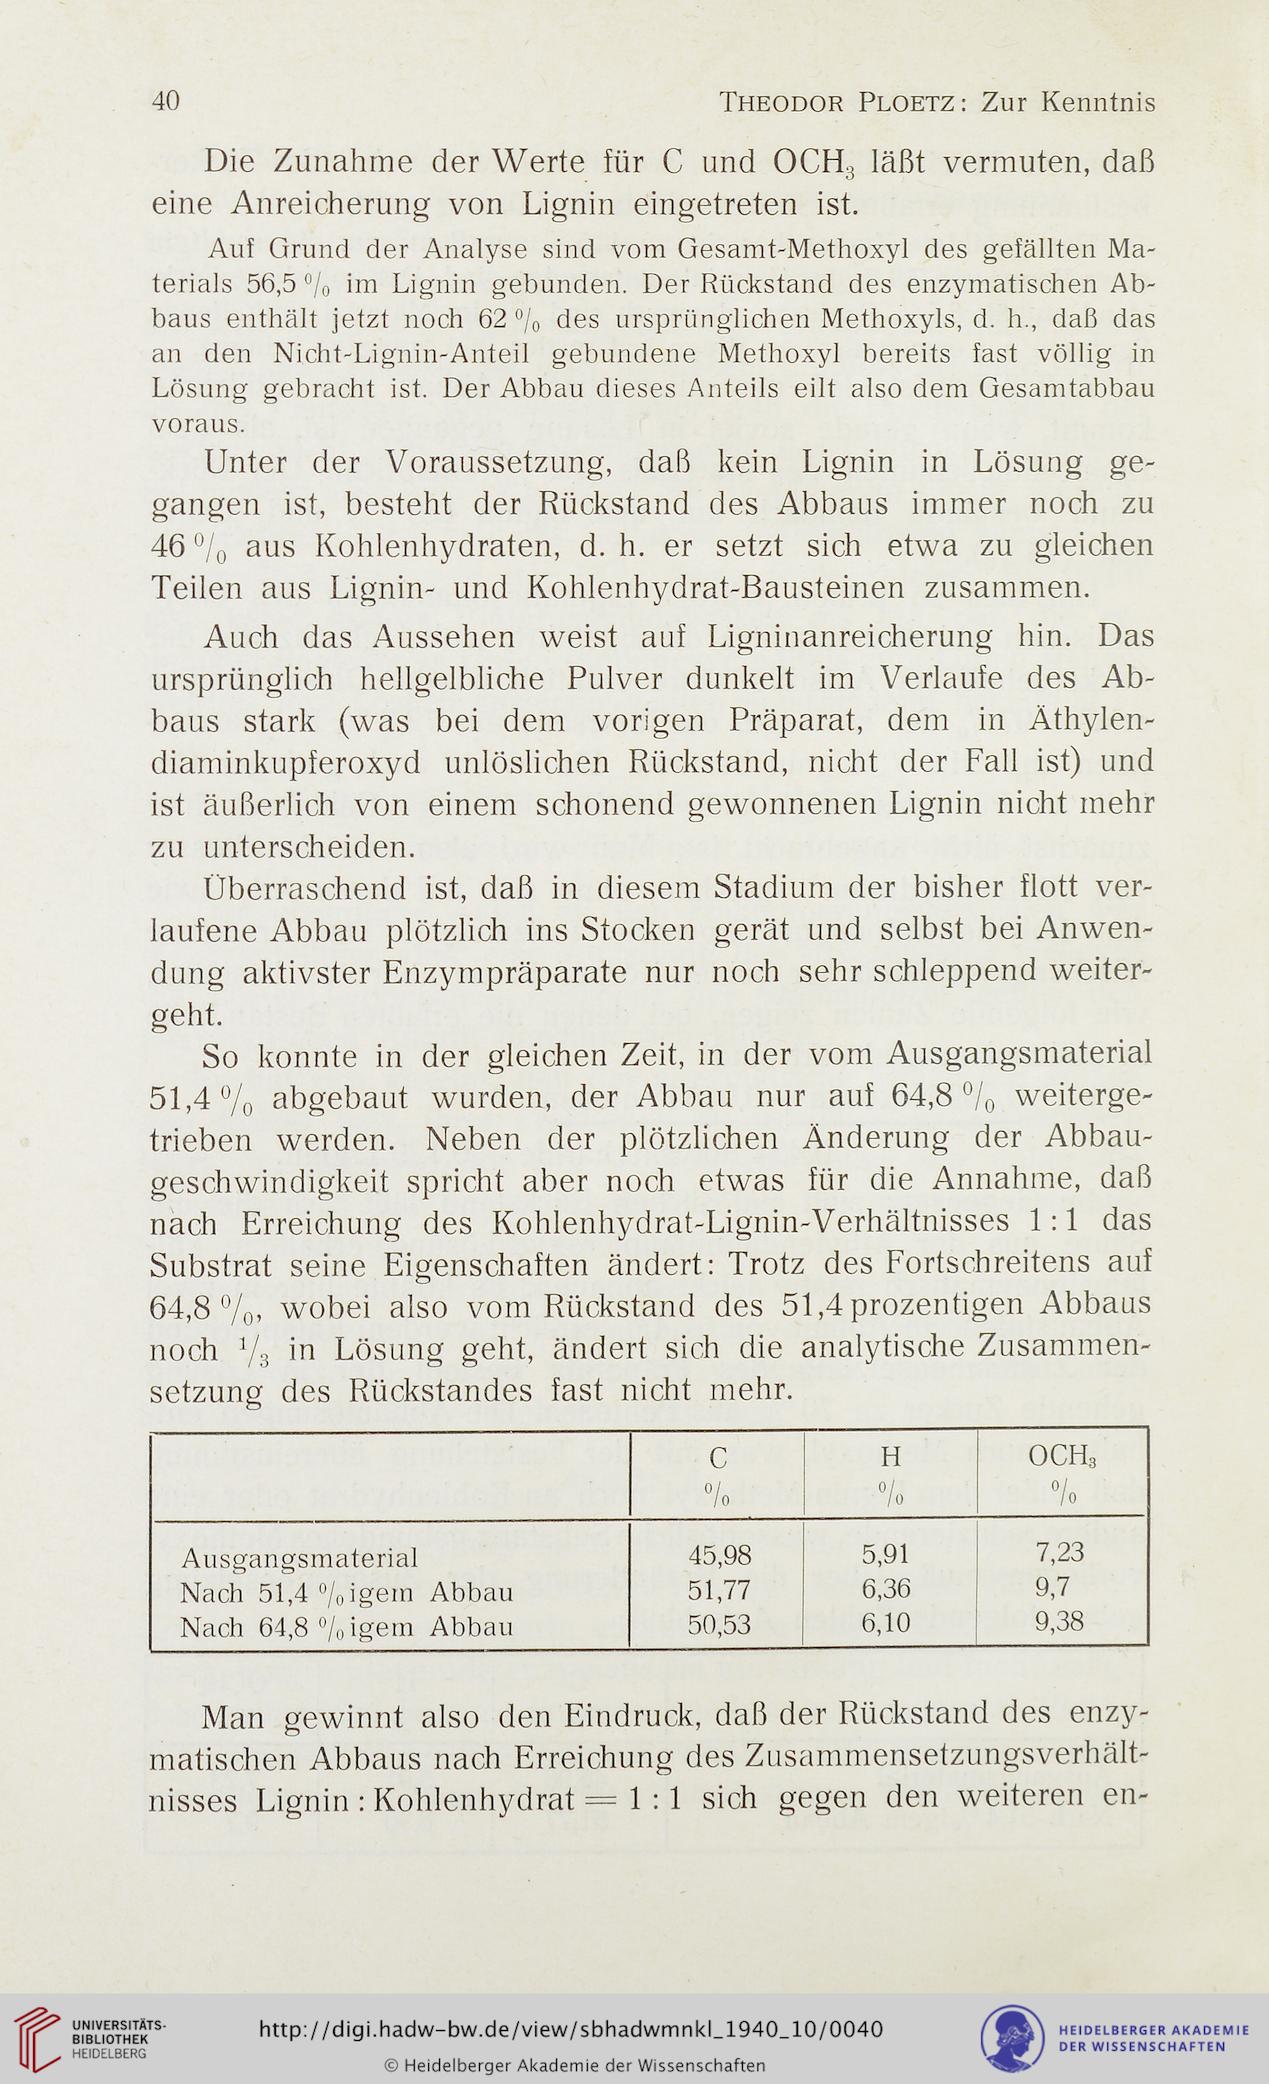 40 THEODOR PLOETZ: Zur Kenntnis
Die Zunahme der Werte für C und OCH₃ läßt vermuten, daß
eine Anreicherung von Lignin eingetreten ist.
Auf Grund der Analyse sind vom Gesamt-Methoxyl des gefällten Ma-
terials 56,5 % im Lignin gebunden. Der Rückstand des enzymatischen Ab-
baus enthält jetzt noch 62 % des ursprünglichen Methoxyls, d. h., daß das
an den Nicht-Lignin-Anteil gebundene Methoxyl bereits fast völlig in
Lösung gebracht ist. Der Abbau dieses Anteils eilt also dem Gesamtabbau
voraus.
Unter der Voraussetzung, daß kein Lignin in Lösung ge-
gangen ist, besteht der Rückstand des Abbaus immer noch zu
46 % aus Kohlenhydraten, d. h. er setzt sich etwa zu gleichen
Teilen aus Lignin- und Kohlenhydrat-Bausteinen zusammen.
Auch das Aussehen weist auf Ligninanreicherung hin. Das
ursprünglich hellgelbliche Pulver dunkelt im Verlaufe des Ab-
baus stark (was bei dem vorigen Präparat, dem in Äthylen-
diaminkupferoxyd unlöslichen Rückstand, nicht der Fall ist) und
ist äußerlich von einem schonend gewonnenen Lignin nicht mehr
zu unterscheiden.
Überraschend ist, daß in diesem Stadium der bisher flott ver-
laufene Abbau plötzlich ins Stocken gerät und selbst bei Anwen-
dung aktivster Enzympräparate nur noch sehr schleppend weiter-
geht.
So konnte in der gleichen Zeit, in der vom Ausgangsmaterial
51,4 % abgebaut wurden, der Abbau nur auf 64,8 % weiterge-
trieben werden. Neben der plötzlichen Änderung der Abbau-
geschwindigkeit spricht aber noch etwas für die Annahme, daß
nach Erreichung des Kohlenhydrat-Lignin-Verhältnisses 1 : 1 das
Substrat seine Eigenschaften ändert: Trotz des Fortschreitens auf
64,8 %, wobei also vom Rückstand des 51,4 prozentigen Abbaus
noch ⅓ in Lösung geht, ändert sich die analytische Zusammen-
setzung des Rückstandes fast nicht mehr.
C H OCH₃
% % %
Ausgangsmaterial 45,98 5,91 7,23
Nach 51,4 %igem Abbau 51,77 6,36 9,7
Nach 64,8 %igem Abbau 50,53 6,10 9,38
Man gewinnt also den Eindruck, daß der Rückstand des enzy-
matischen Abbaus nach Erreichung des Zusammensetzungsverhält-
nisses Lignin : Kohlenhydrat = 1 : 1 sich gegen den weiteren en-
UNIVERSITÄTS-
BIBLIOTHEK
HEIDELBERG
http://digi.hadw-bw.de/view/sbhadwmnkl_1940_10/0040
© Heidelberger Akademie der Wissenschaften
HEIDELBERGER AKADEMIE
DER WISSENSCHAFTEN